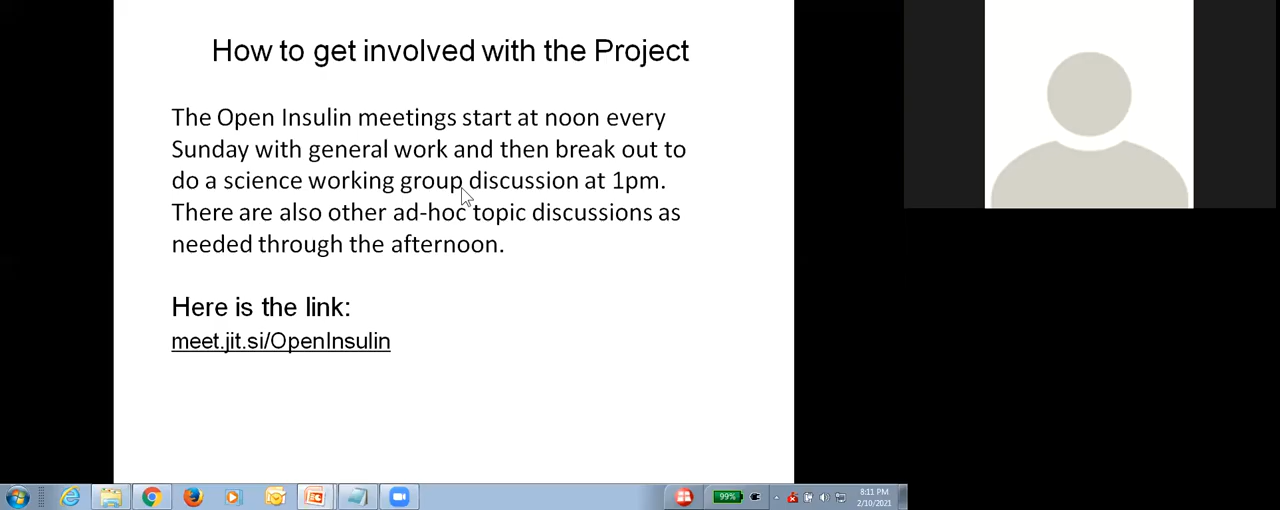 How to get involved with the Project
The Open Insulin meetings start at noon every
Sunday with general work and then break out to
do a science working group discussion at 1pm.
There are also other ad-hoc topic discussions as
needed through the afternoon.
Here is the link:
meet.jit.si/OpenInsulin
99%
8:11 PM
2/10/2021